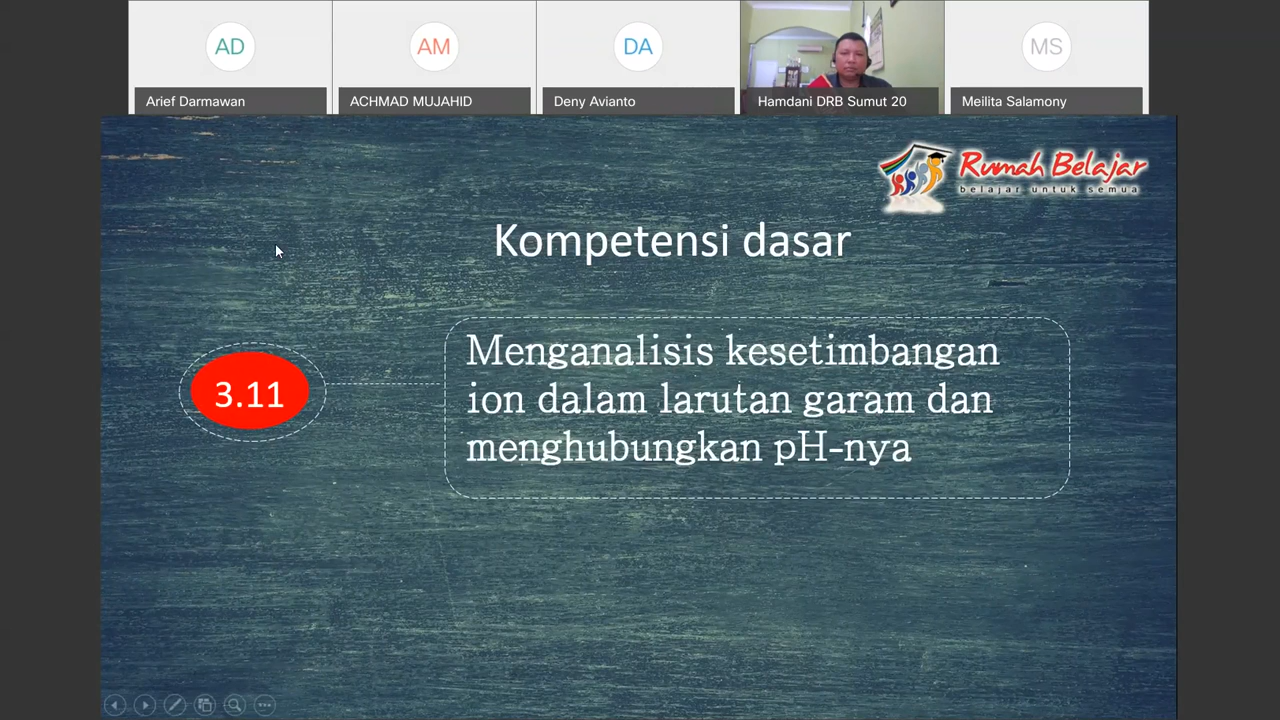 AD
AM
DA
MS
Arief Darmawan
ACHMAD MUJAHID
Deny Avianto
Hamdani DRB Sumut 20
Meilita Salamony
Rumah Belajar
belajar untuk semua
Kompetensi dasar
3.11
Menganalisis kesetimbangan
ion dalam larutan garam dan
menghubungkan pH-nya